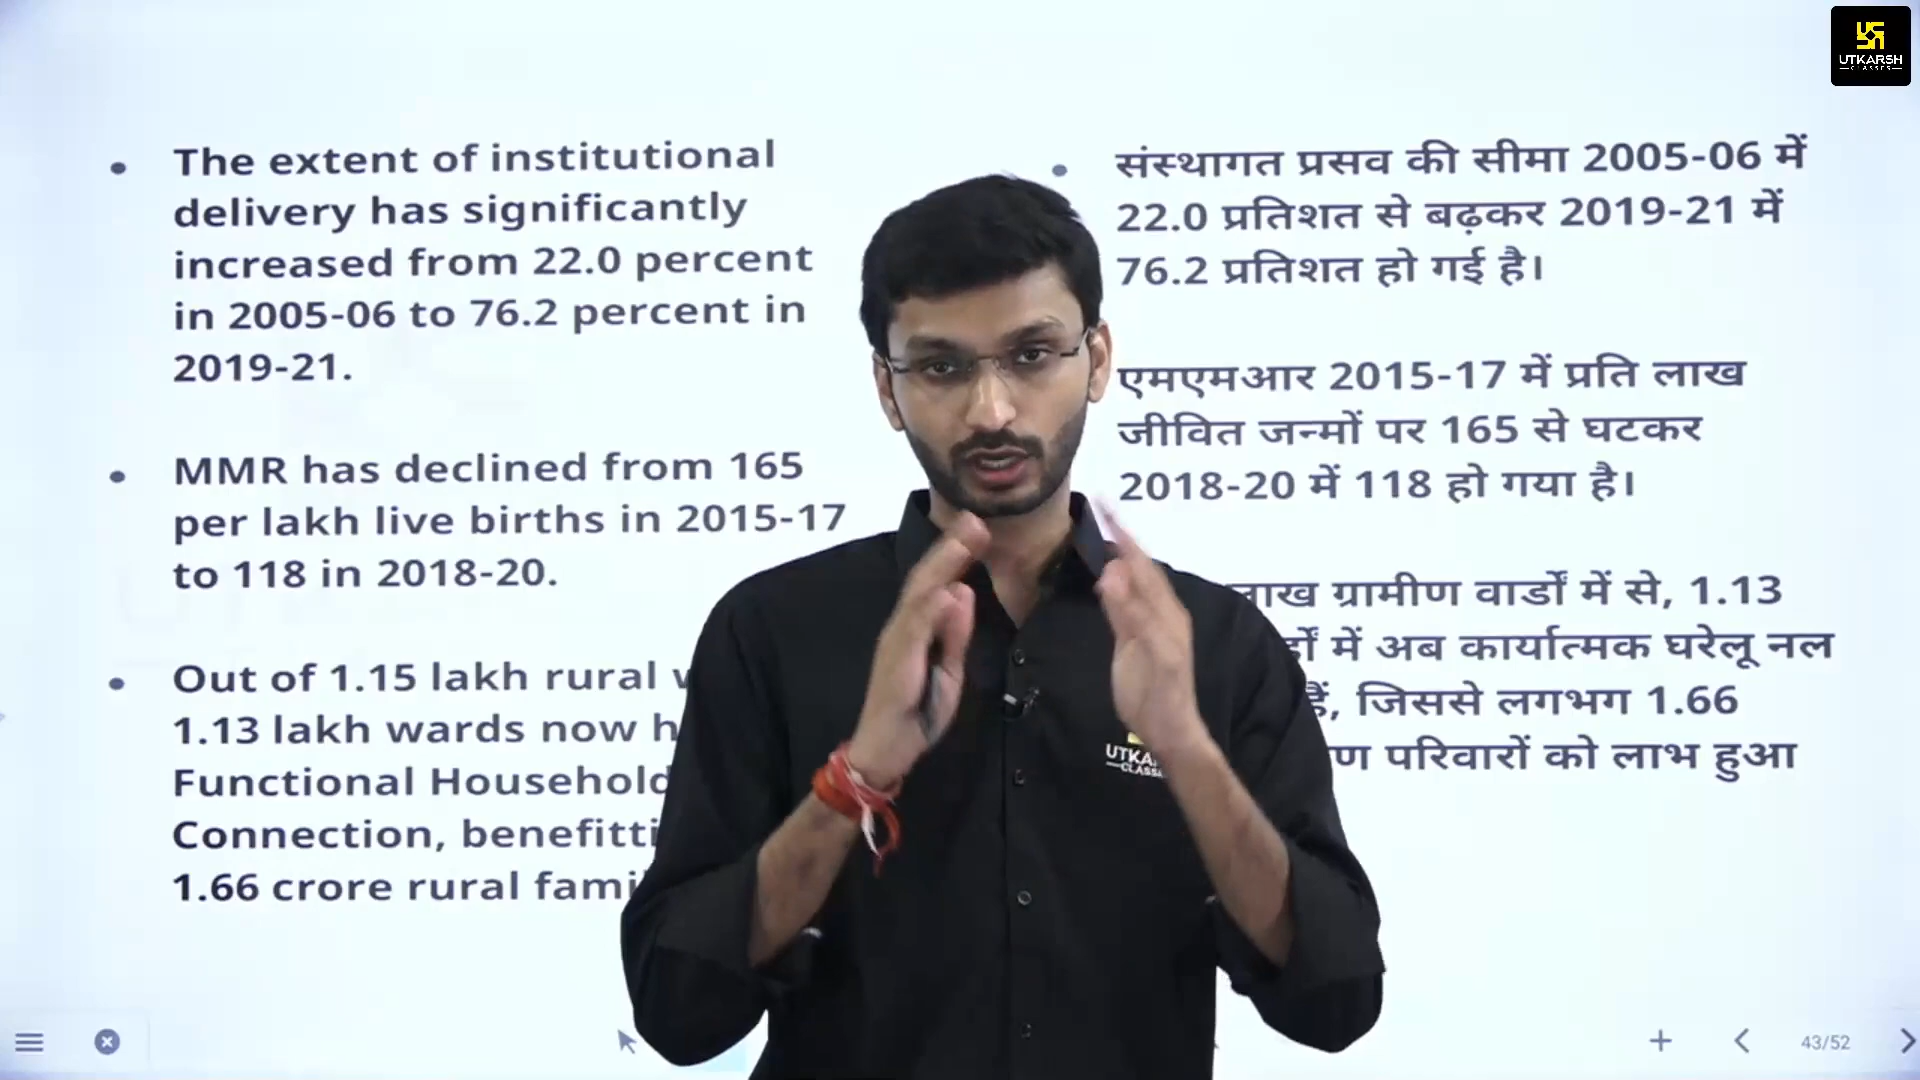 UTKARSH
CLASSES
The extent of institutional
delivery has significantly
increased from 22.0 percent
in 2005-06 to 76.2 percent in
2019-21.
MMR has declined from 165
per lakh live births in 2015-17
to 118 in 2018-20.
Out of 1.15 lakh rural
1.13 lakh wards now
Functional Household
Connection,
1.66 crore rural
संस्थागत प्रसव की सीमा 2005-06 में
22.0 प्रतिशत से बढ़कर 2019-21 में
76.2 प्रतिशत हो गई है।
एमएमआर 2015-17 में प्रति लाख
जीवित जन्मों पर 165 से घटकर
2018-20 में 118 हो गया है।
ग्रामीण वार्डों में से, 1.13
में अब कार्यात्मक घरेलू नल
जिससे लगभग 1.66
परिवारों को लाभ हुआ
43/52